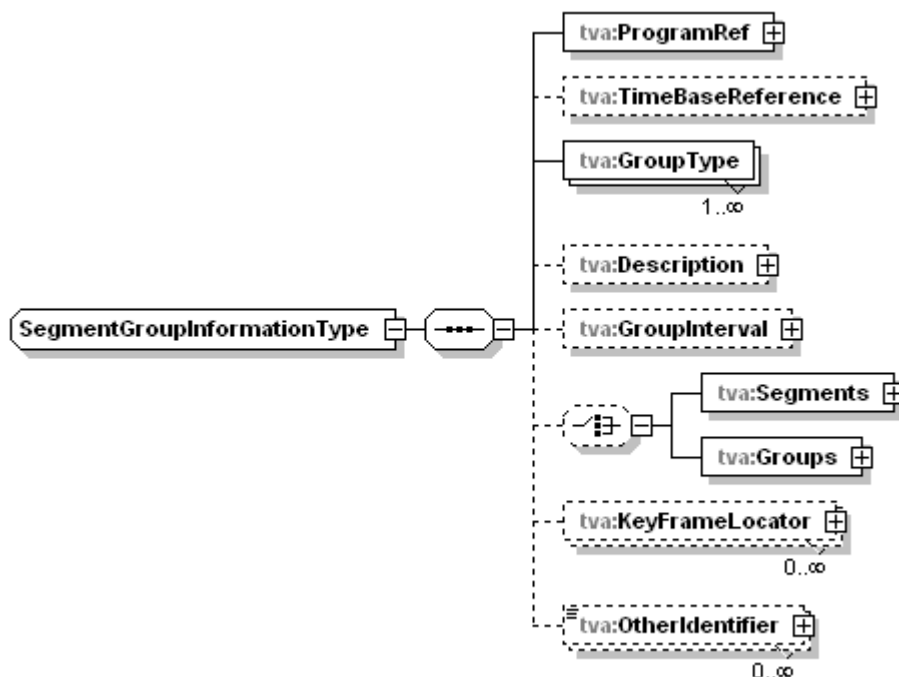 tva:ProgramRef
tva:TimeBaseReference
tva:GroupType
1..∞
tva:Description
SegmentGroupInformationType
tva:GroupInterval
tva:Segments
tva:Groups
tva:KeyFrameLocator
0..∞
tva:OtherIdentifier
0..∞